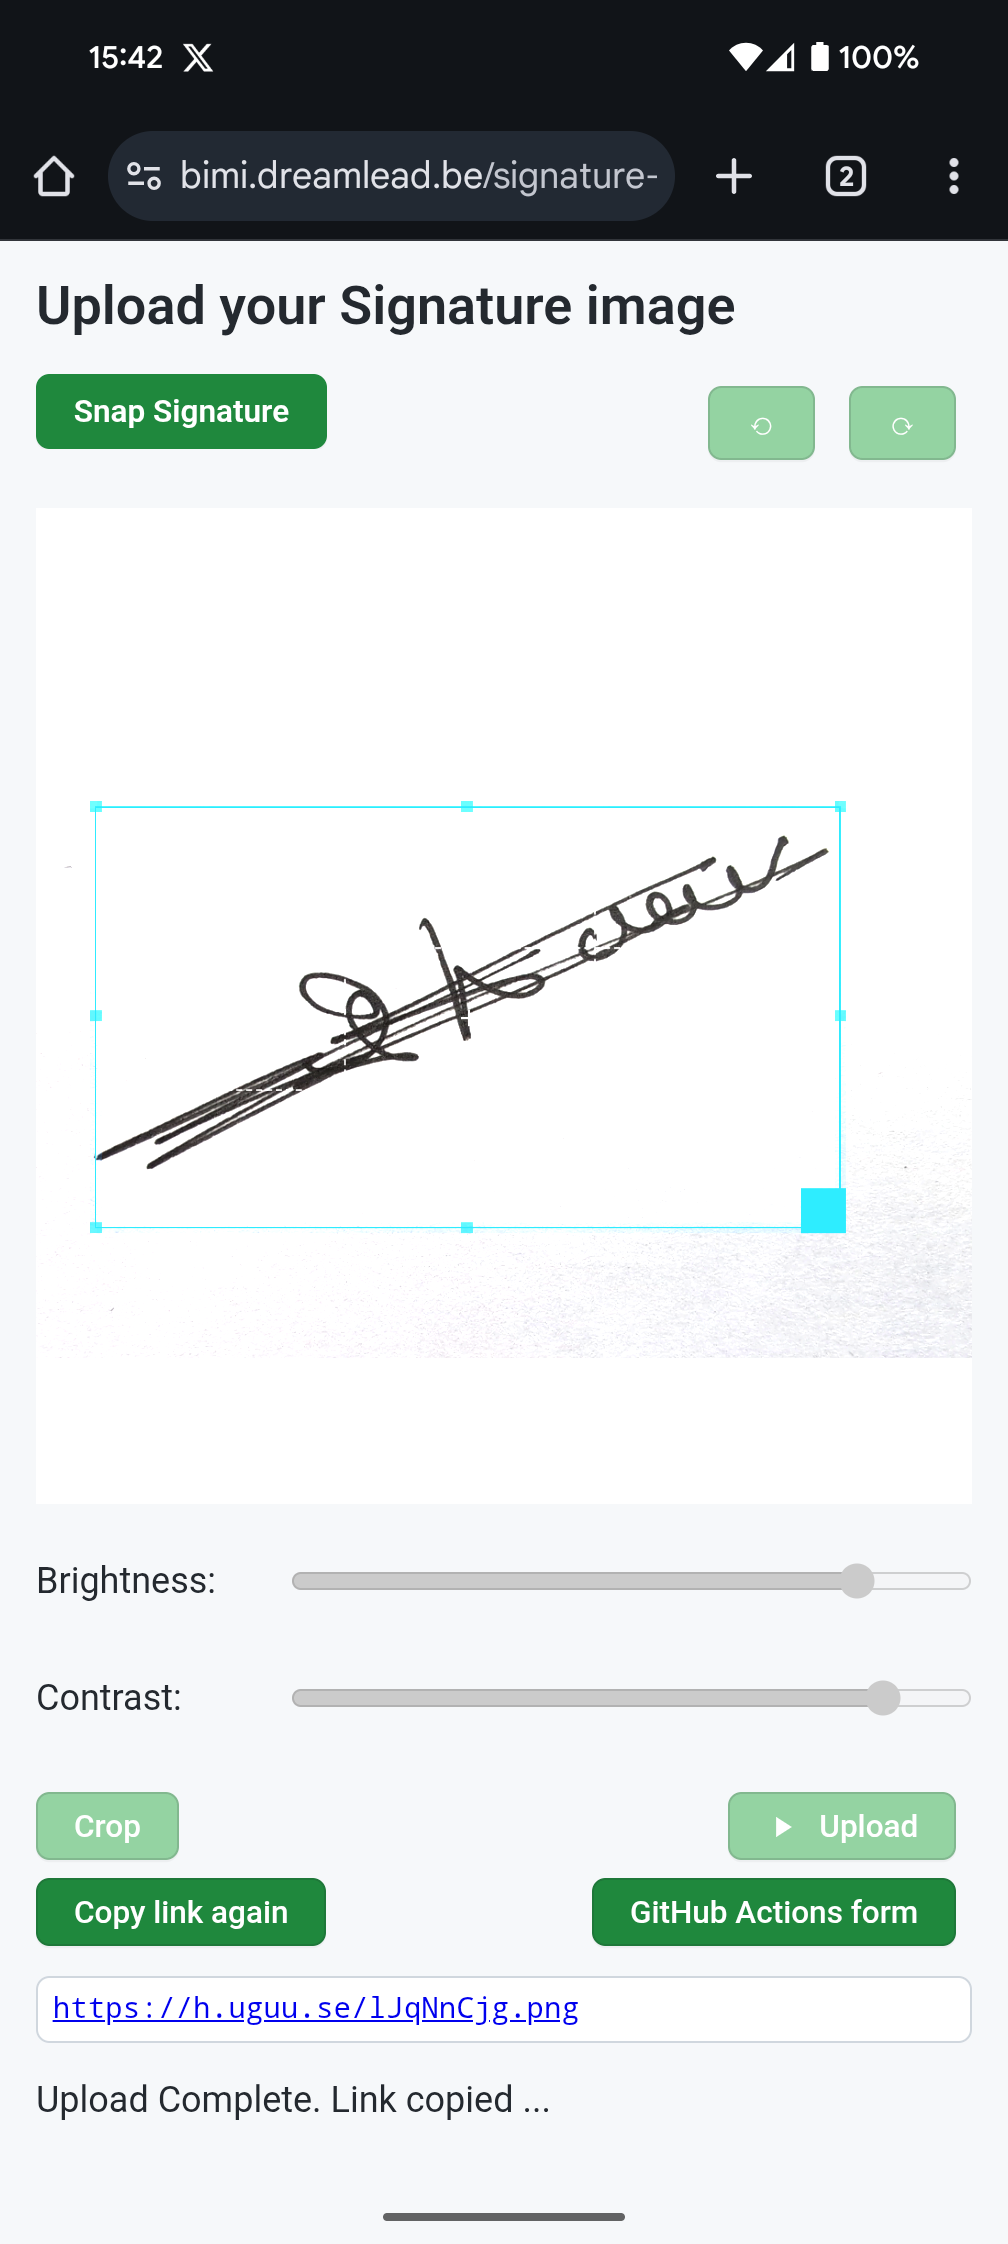 15:42 100%
bimi.dreamlead.be/signature-
2
Upload your Signature image
Snap Signature
Brightness:
Contrast:
Crop
Upload
Copy link again
GitHub Actions form
https://h.uguu.se/lJqNnCjg.png
Upload Complete. Link copied ...